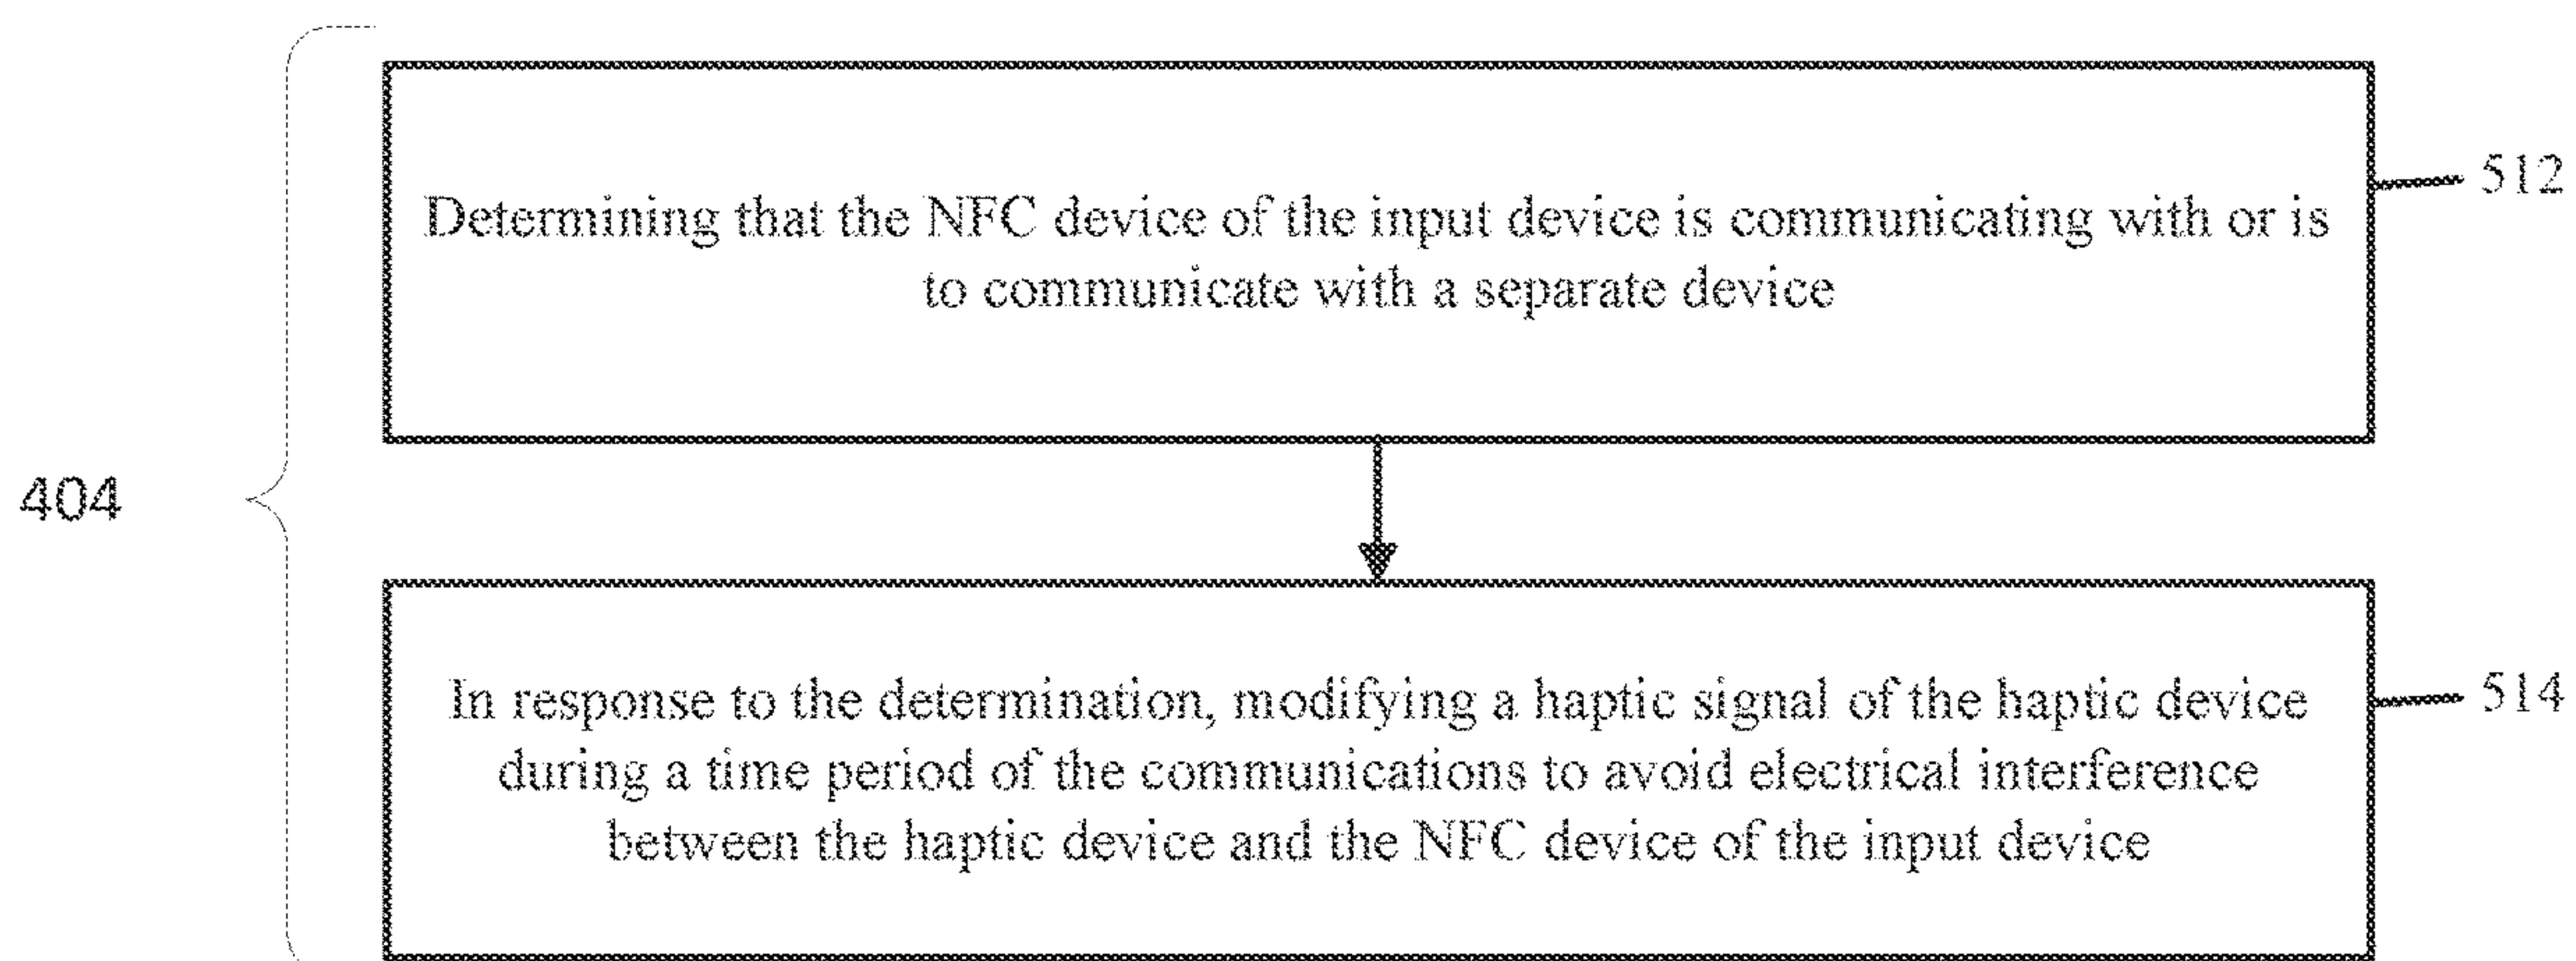 512
Determining that the NFC device of the input device is communicating with or is
to communicate with a separate device
404
514
In response to the determination, modifying a haptic signal of the haptic device
during a time period of the communications to avoid electrical interference
between the haptic device and the NFC device of the input device